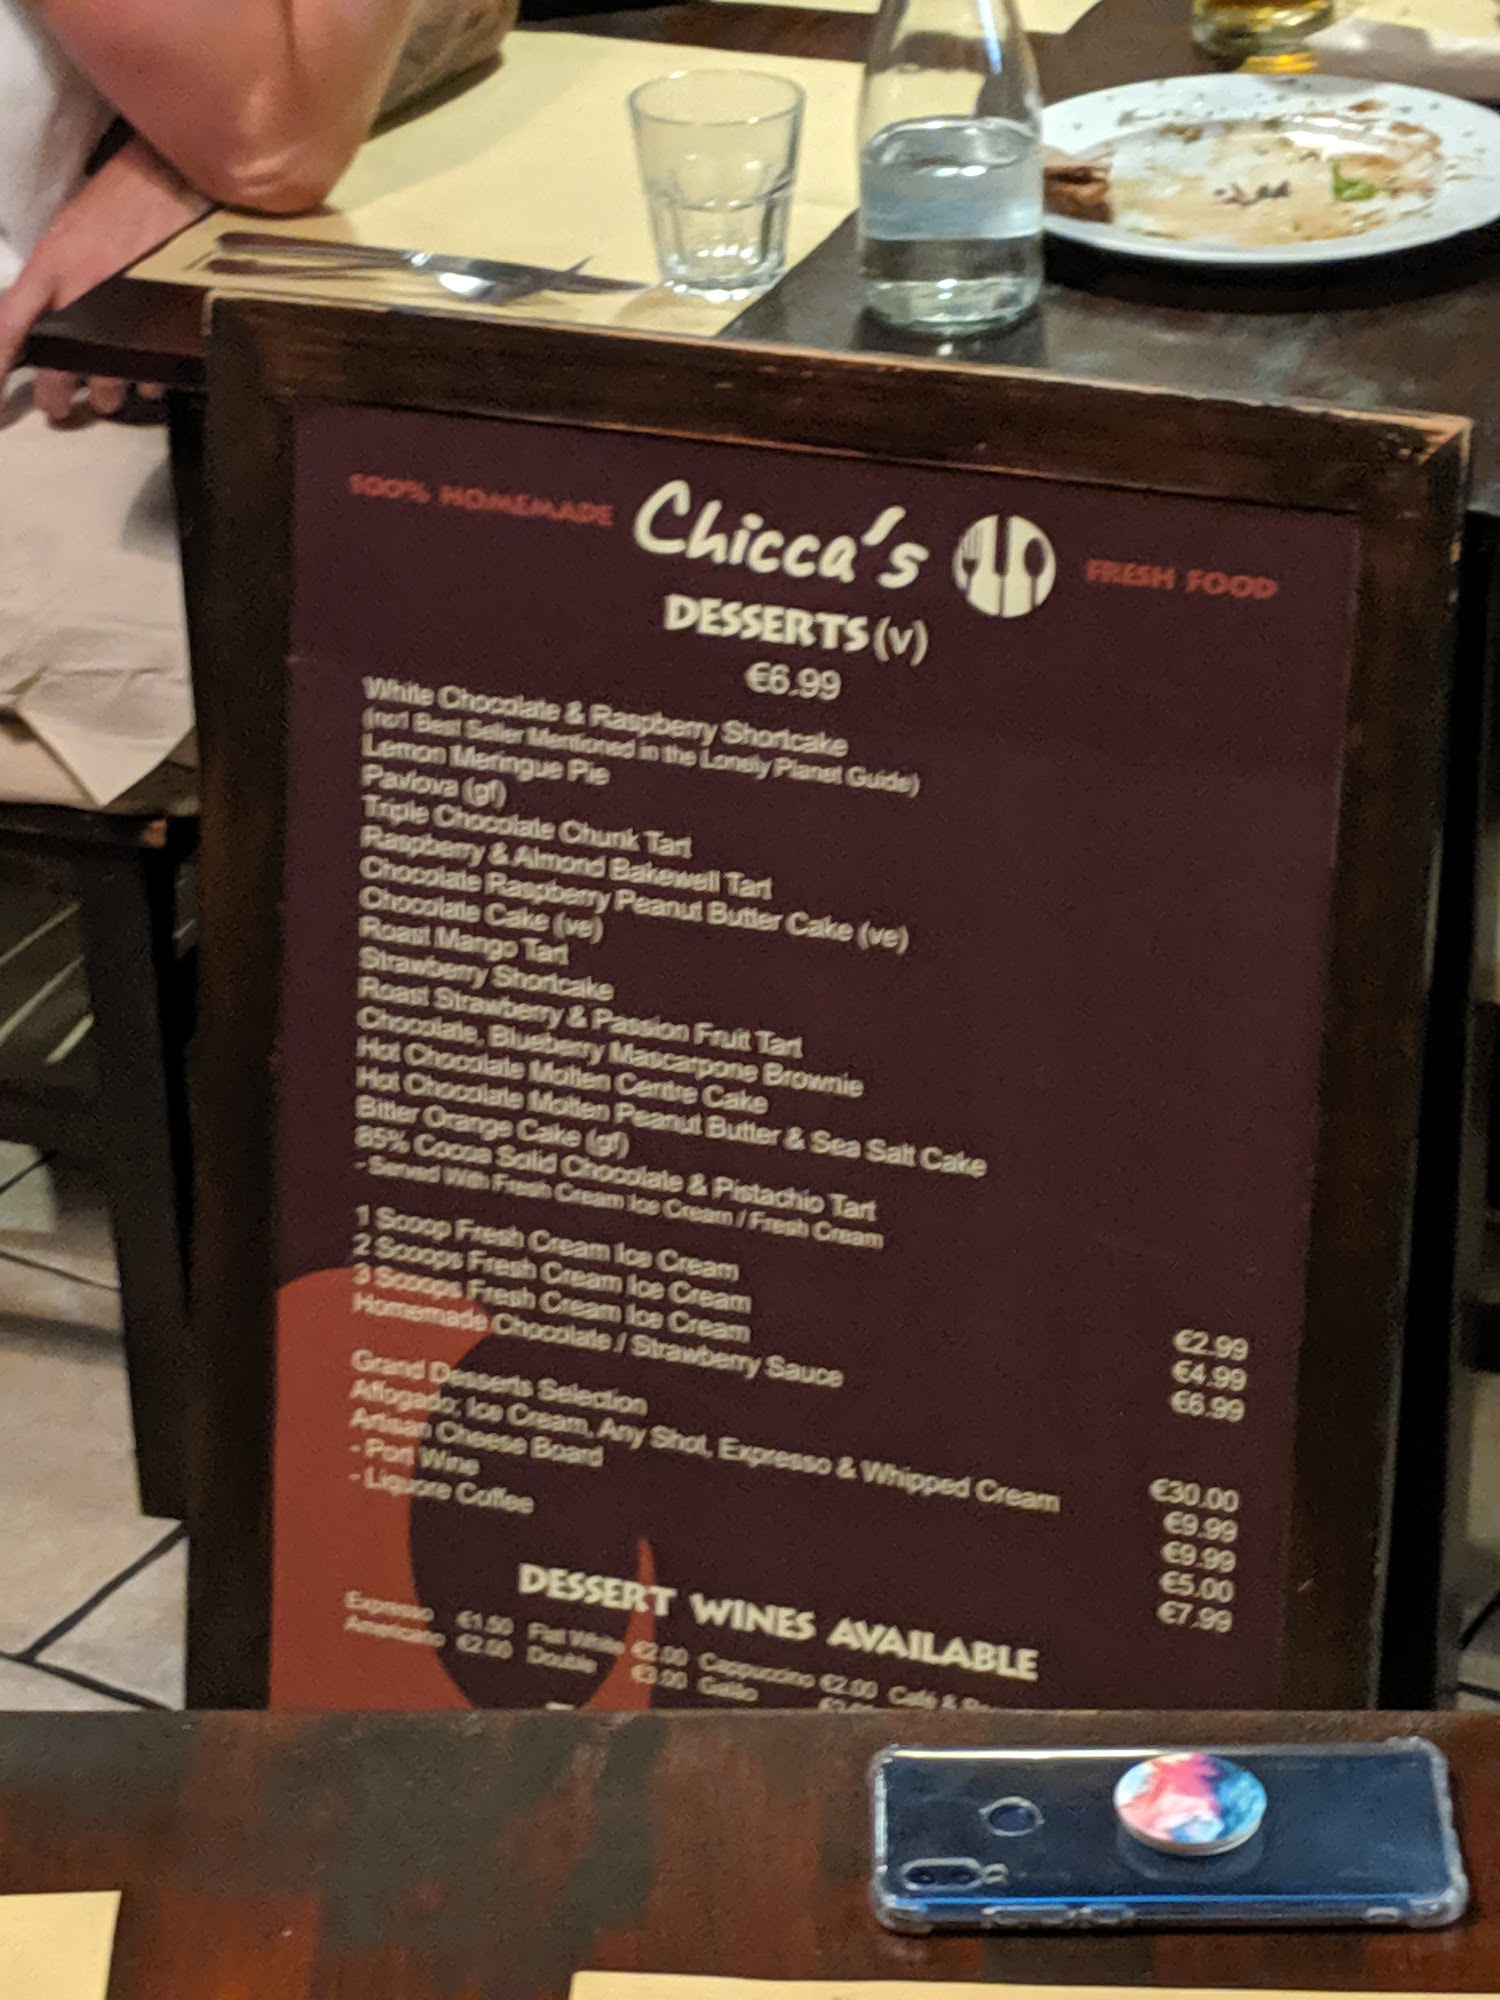 100% HOMEMADE Chicca's FRESH FOOD
DESSERTS (v)
€6.99
White Chocolate & Raspberry Shortcake
(no1 Best Seller Mentioned in the Lonely Planet Guide)
Lemon Meringue Pie
Pavlova (gf)
Triple Chocolate Chunk Tart
Raspberry & Almond Bakewell Tart
Chocolate Raspberry Peanut Butter Cake (ve)
Chocolate Cake (ve)
Roast Mango Tart
Strawberry Shortcake
Roast Strawberry & Passion Fruit Tart
Chocolate, Blueberry Mascarpone Brownie
Hot Chocolate Molten Centre Cake
Hot Chocolate Molten Peanut Butter & Sea Salt Cake
Bitter Orange Cake (gf)
85% Cocoa Solid Chocolate & Pistachio Tart
- Served With Fresh Cream Ice Cream / Fresh Cream
1 Scoop Fresh Cream Ice Cream €2.99
2 Scoops Fresh Cream Ice Cream €4.99
3 Scoops Fresh Cream Ice Cream €6.99
Homemade Chocolate / Strawberry Sauce
Grand Desserts Selection €30.00
Affogado; Ice Cream, Any Shot, Expresso & Whipped Cream €9.99
Artisan Cheese Board €9.99
- Port Wine €5.00
- Liquore Coffee €7.99
DESSERT WINES AVAILABLE
Expresso €1.50 Flat White €2.00 Cappuccino €2.00 Café &
Americano €2.00 Double €3.00 Galão